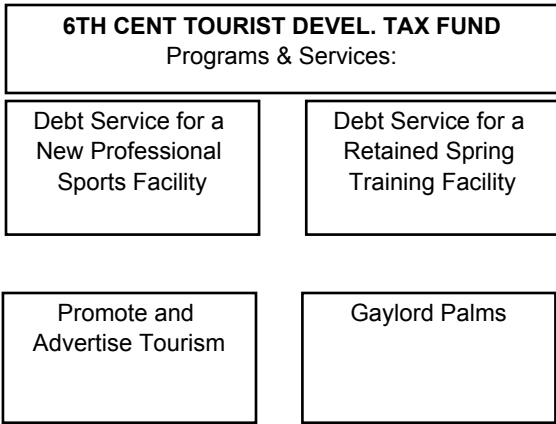 6TH CENT TOURIST DEVEL. TAX FUND
Programs & Services:
Debt Service for a
New Professional
Sports Facility
Debt Service for a
Retained Spring
Training Facility
Promote and
Advertise Tourism
Gaylord Palms